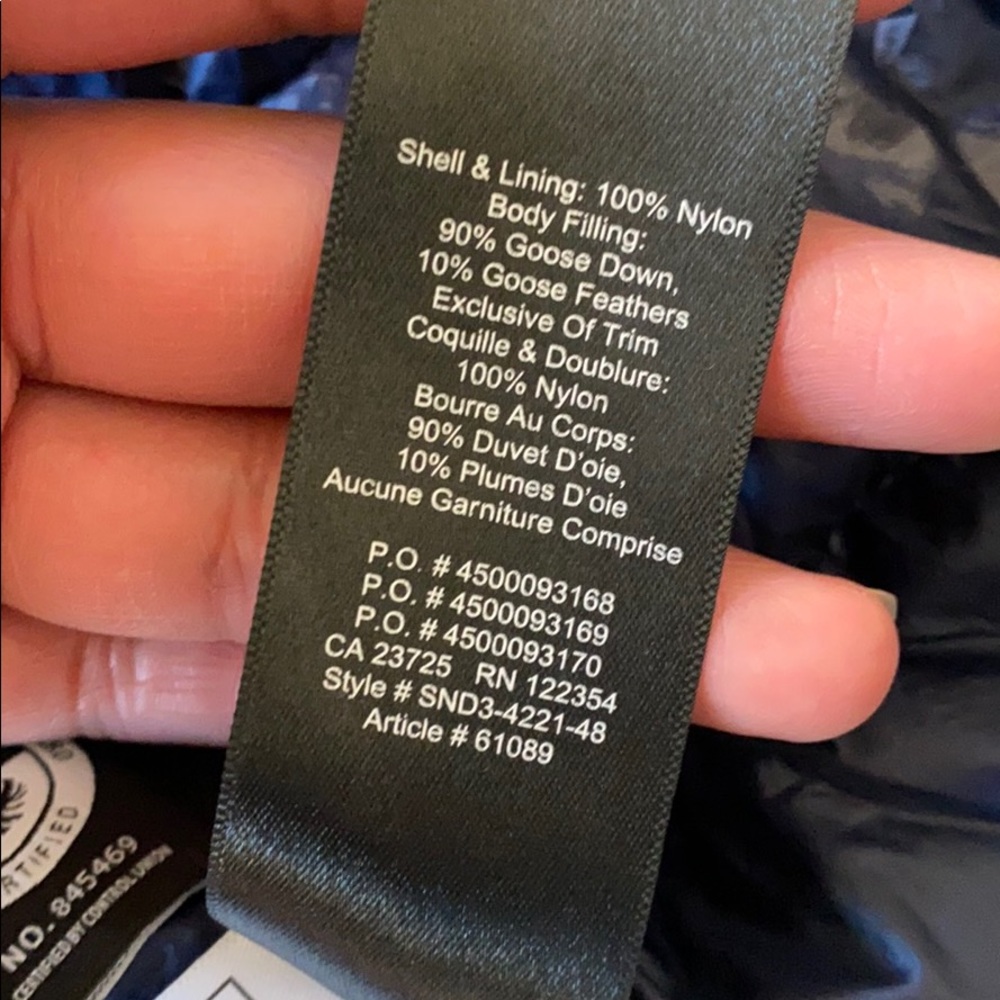 Shell & Lining: 100% Nylon
Body Filling:
90% Goose Down,
10% Goose Feathers
Exclusive Of Trim
Coquille & Doublure:
100% Nylon
Bourre Au Corps:
90% Duvet D'oie,
10% Plumes D'oie
Aucune Garniture Comprise
P.O. # 4500093168
P.O. # 4500093169
P.O. # 4500093170
CA 23725 RN 122354
Style # SND3-4221-48
Article # 61089
RTIFIED
NO. 845469
CERTIFIED BY CONTROL UNION